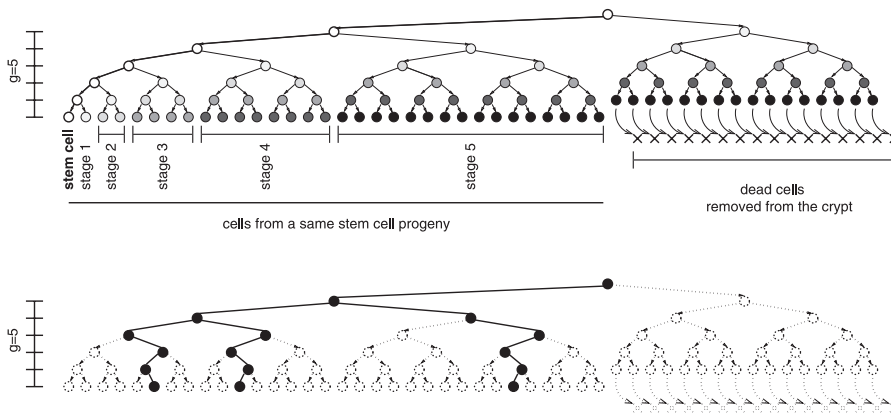 g=5
stem cell
stage 1
stage 2
stage 3
stage 4
stage 5
dead cells
removed from the crypt
cells from a same stem cell progeny
g=5